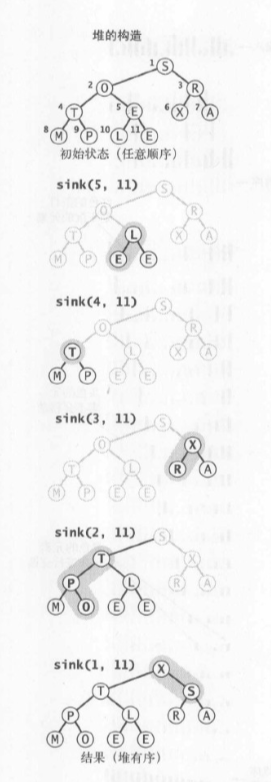 堆的构造
1 S
2 O 3 R
4 T 5 E 6 X 7 A
8 M 9 P 10 L 11 E
初始状态（任意顺序）
sink(5, 11)
S
O R
T L X A
M P E E
sink(4, 11)
S
O R
T L X A
M P E E
sink(3, 11)
S
O X
T L R A
M P E E
sink(2, 11)
S
T X
P L R A
M O E E
sink(1, 11)
X
T S
P L R A
M O E E
结果（堆有序）